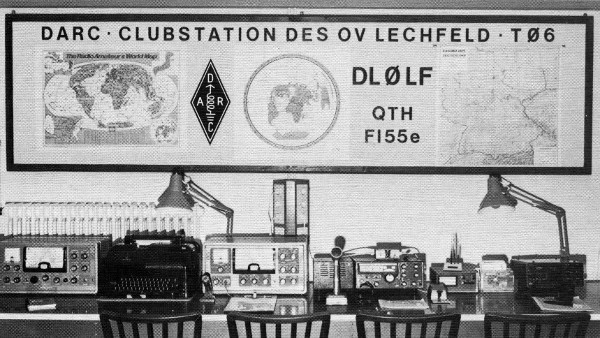 DARC · CLUBSTATION DES OV LECHFELD · TØ6
The Radio Amateur's World Map
D
A R
C
DLØLF
QTH
FI55e